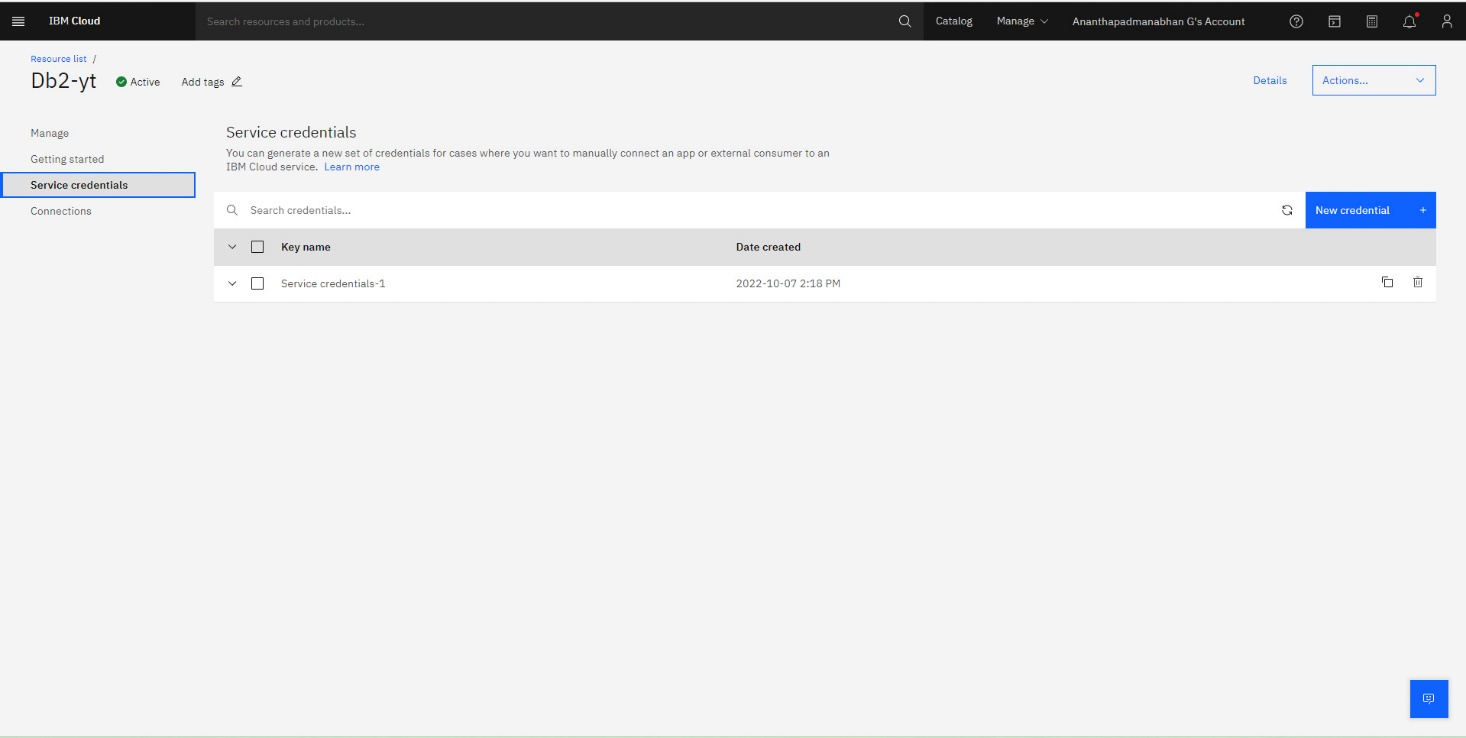 IBM Cloud
Search resources and products...
Catalog
Manage
Ananthapadmanabhan G's Account
Resource list /
Db2-yt
Active
Add tags
Details
Actions...
Manage
Getting started
Service credentials
Connections
Service credentials
You can generate a new set of credentials for cases where you want to manually connect an app or external consumer to an
IBM Cloud service. Learn more
Search credentials...
New credential +
Key name
Date created
Service credentials-1
2022-10-07 2:18 PM